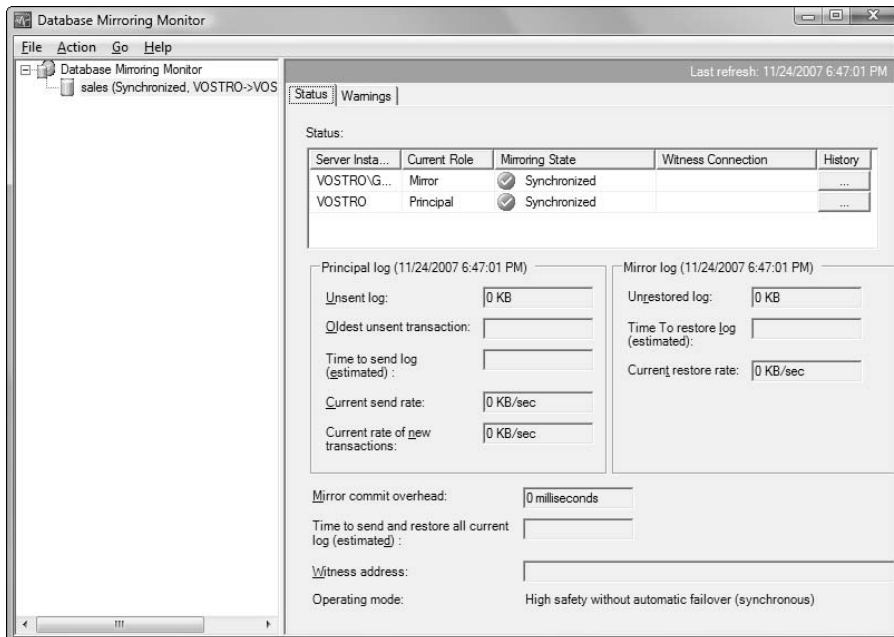 Database Mirroring Monitor
File Action Go Help
Database Mirroring Monitor
sales (Synchronized, VOSTRO->VOS
Last refresh: 11/24/2007 6:47:01 PM
Status Warnings
Status:
Server Insta... Current Role Mirroring State Witness Connection History
VOSTRO\G... Mirror Synchronized ...
VOSTRO Principal Synchronized ...
Principal log (11/24/2007 6:47:01 PM)
Unsent log: 0 KB
Oldest unsent transaction:
Time to send log
(estimated) :
Current send rate: 0 KB/sec
Current rate of new
transactions: 0 KB/sec
Mirror log (11/24/2007 6:47:01 PM)
Unrestored log: 0 KB
Time To restore log
(estimated):
Current restore rate: 0 KB/sec
Mirror commit overhead: 0 milliseconds
Time to send and restore all current
log (estimated) :
Witness address:
Operating mode: High safety without automatic failover (synchronous)